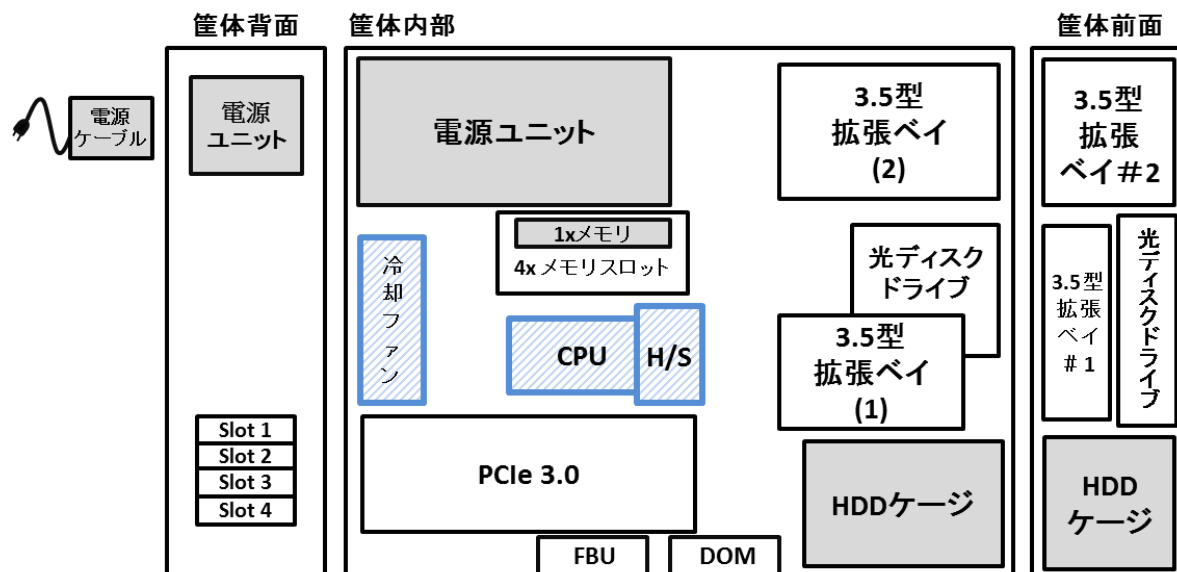 筐体背面
筐体内部
筐体前面
電源
ケーブル
電源
ユニット
Slot 1
Slot 2
Slot 3
Slot 4
電源ユニット
1xメモリ
4xメモリスロット
冷却ファン
CPU
H/S
PCIe 3.0
FBU
DOM
3.5型
拡張ベイ
(2)
光ディスク
ドライブ
3.5型
拡張ベイ
(1)
HDDケージ
3.5型
拡張
ベイ#2
3.5型
拡張
ベイ
#1
光ディスクドライブ
HDD
ケージ